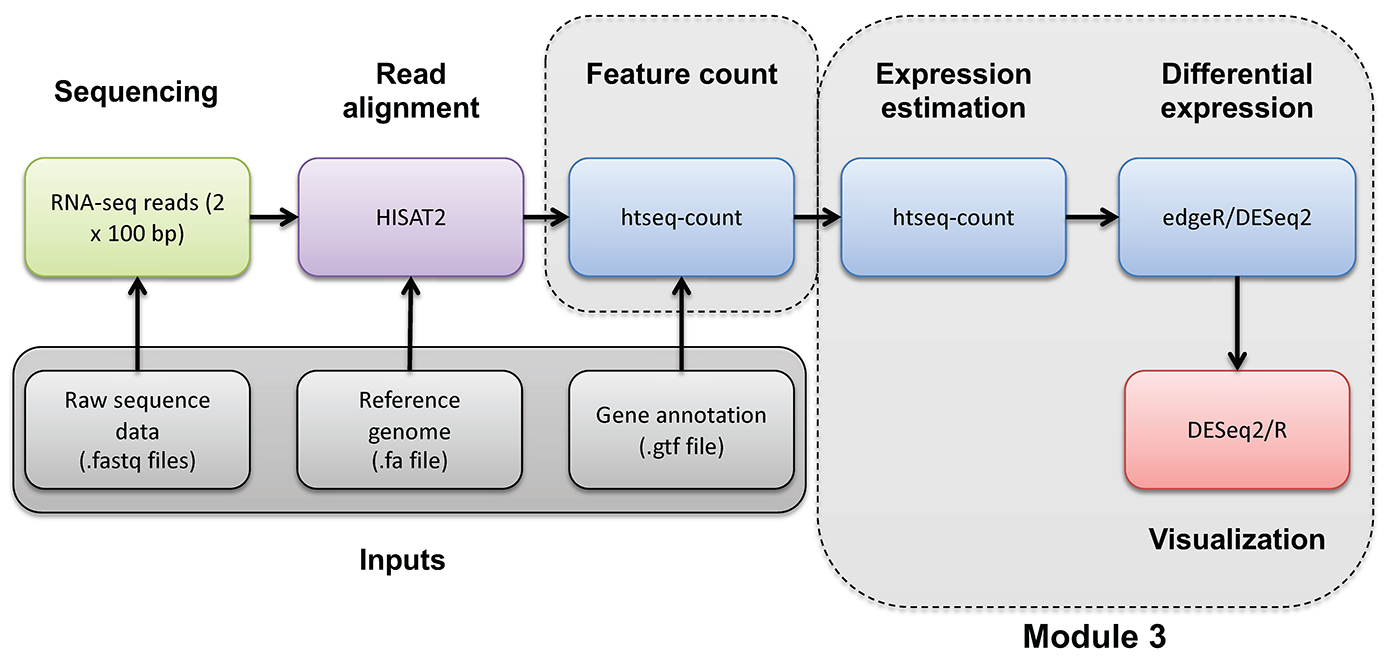 Sequencing
Read
alignment
Feature count
Expression
estimation
Differential
expression
RNA-seq reads (2
x 100 bp)
HISAT2
htseq-count
htseq-count
edgeR/DESeq2
Raw sequence
data
(.fastq files)
Reference
genome
(.fa file)
Gene annotation
(.gtf file)
DESeq2/R
Inputs
Visualization
Module 3